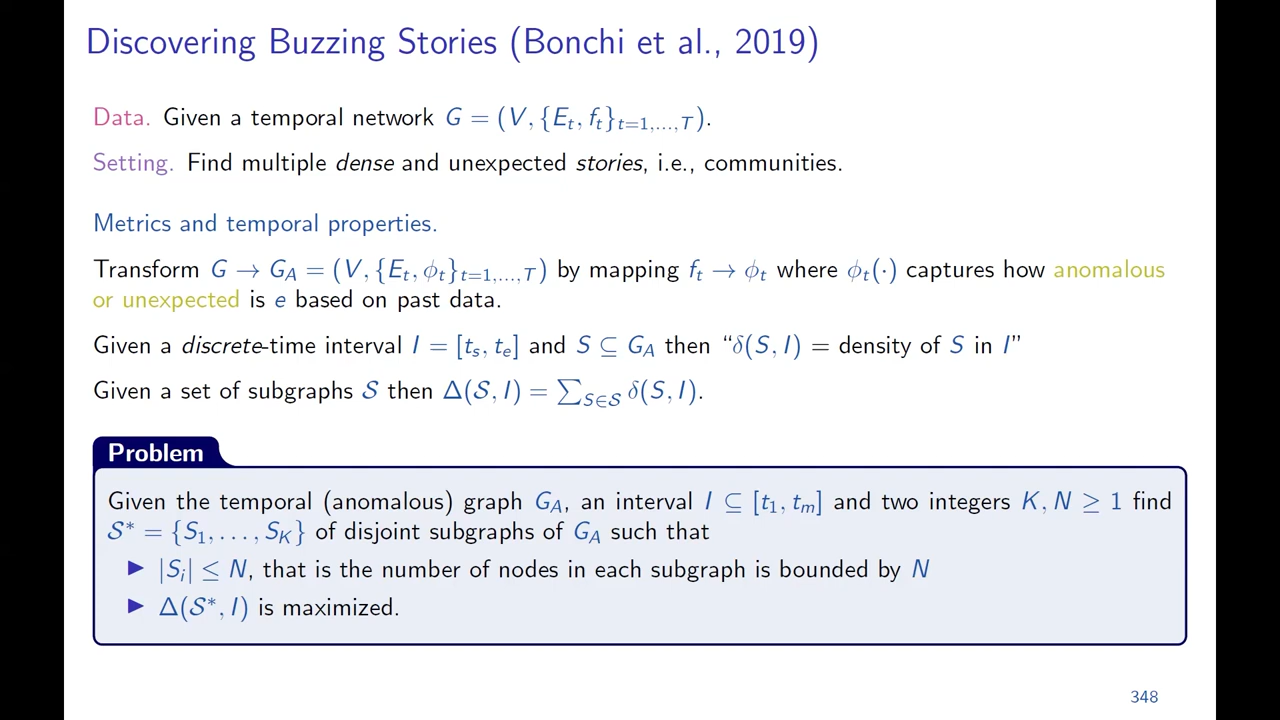 Discovering Buzzing Stories (Bonchi et al., 2019)
Data. Given a temporal network G = (V, {E_t, f_t}_{t=1,...,T}).
Setting. Find multiple dense and unexpected stories, i.e., communities.
Metrics and temporal properties.
Transform G → G_A = (V, {E_t, ϕ_t}_{t=1,...,T}) by mapping f_t → ϕ_t where ϕ_t(·) captures how anomalous
or unexpected is e based on past data.
Given a discrete-time interval I = [t_s, t_e] and S ⊆ G_A then “δ(S, I) = density of S in I”
Given a set of subgraphs 𝒮 then Δ(𝒮, I) = ∑_{S∈𝒮} δ(S, I).
Problem
Given the temporal (anomalous) graph G_A, an interval I ⊆ [t_1, t_m] and two integers K, N ≥ 1 find
𝒮* = {S_1, . . . , S_K} of disjoint subgraphs of G_A such that
▶ |S_i| ≤ N, that is the number of nodes in each subgraph is bounded by N
▶ Δ(𝒮*, I) is maximized.
348